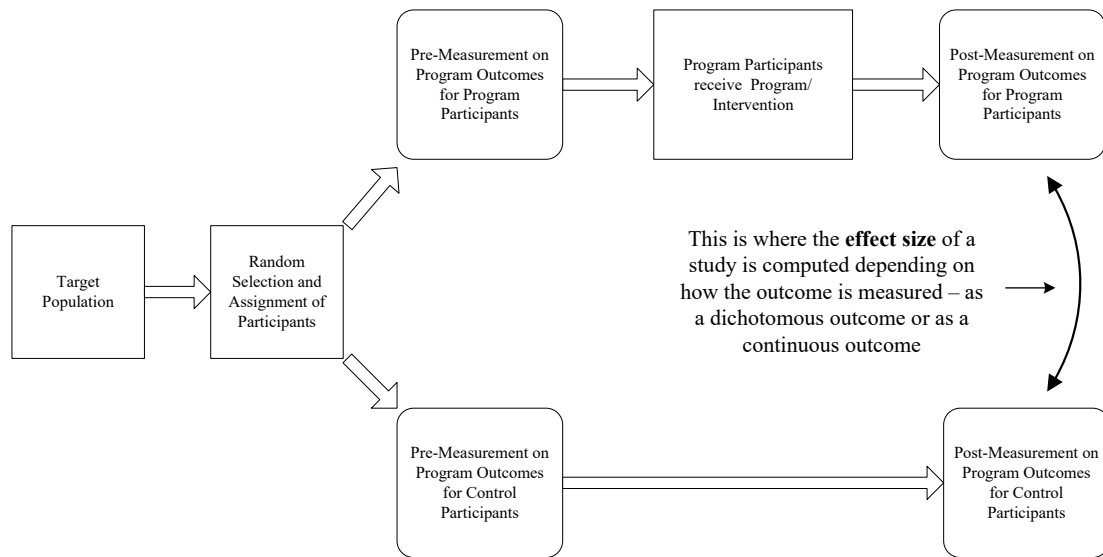 Pre-Measurement on
Program Outcomes
for Program
Participants
Program Participants
receive  Program/
Intervention
Post-Measurement on
Program Outcomes
for Program
Participants
Target
Population
Random
Selection and
Assignment of
Participants
This is where the effect size of a
study is computed depending on
how the outcome is measured – as
a dichotomous outcome or as a
continuous outcome
Pre-Measurement on
Program Outcomes
for Control
Participants
Post-Measurement on
Program Outcomes
for Control
Participants